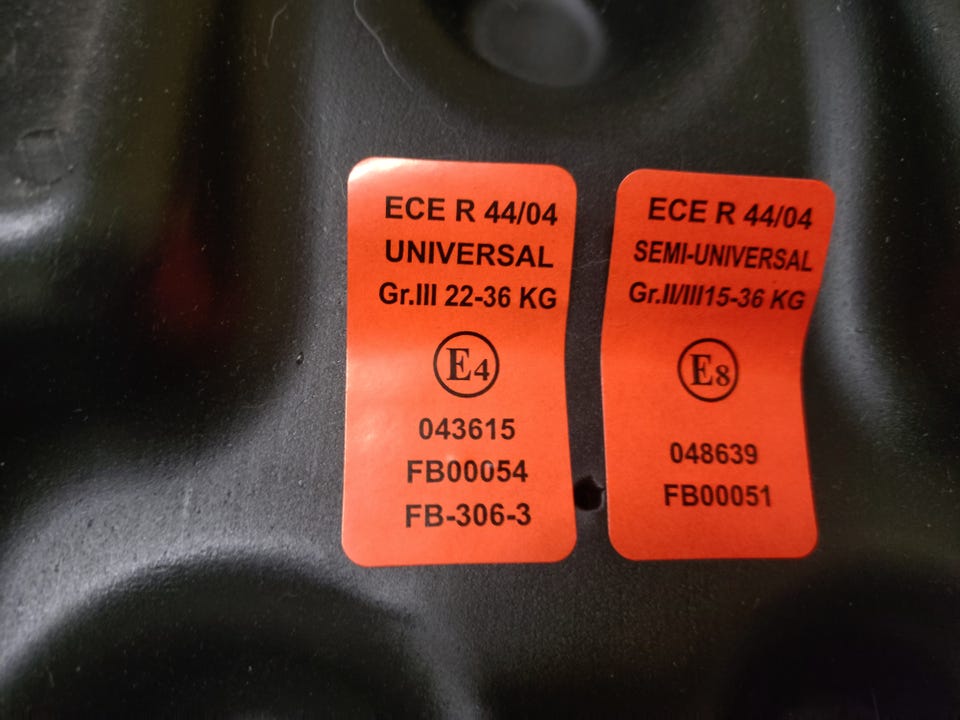 ECE R 44/04
UNIVERSAL
Gr.III 22-36 KG
E4
043615
FB00054
FB-306-3
ECE R 44/04
SEMI-UNIVERSAL
Gr.II/III15-36 KG
E8
048639
FB00051